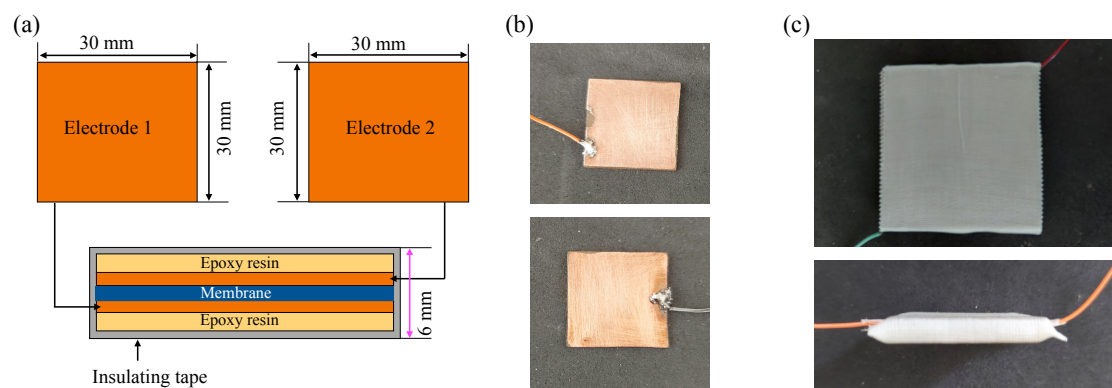 (a)
30 mm
30 mm
Electrode 1
30 mm
30 mm
Electrode 2
Epoxy resin
Membrane
Epoxy resin
6 mm
Insulating tape
(b)
(c)